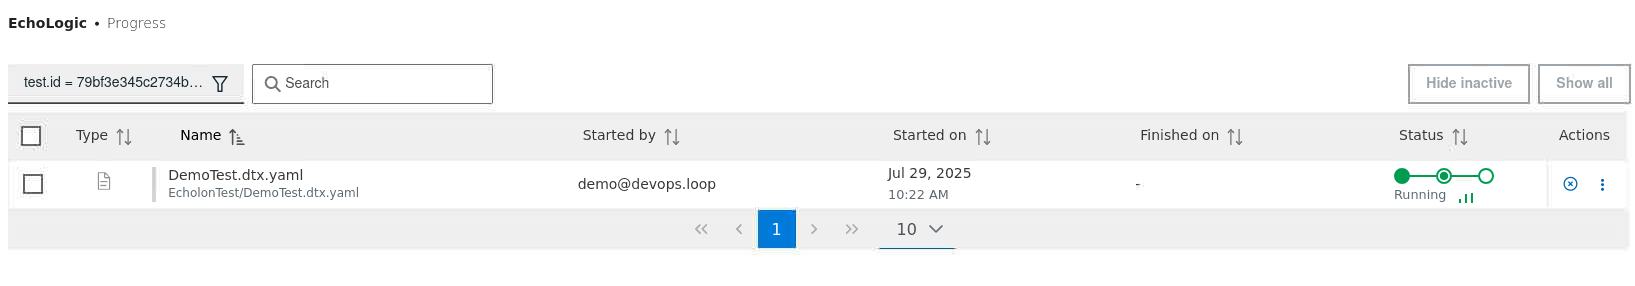 EchoLogic • Progress
test.id = 79bf3e345c2734b...
Search
Hide inactive
Show all
Type
Name
Started by
Started on
Finished on
Status
Actions
DemoTest.dtx.yaml
EcholonTest/DemoTest.dtx.yaml
demo@devops.loop
Jul 29, 2025
10:22 AM
-
Running
1
10